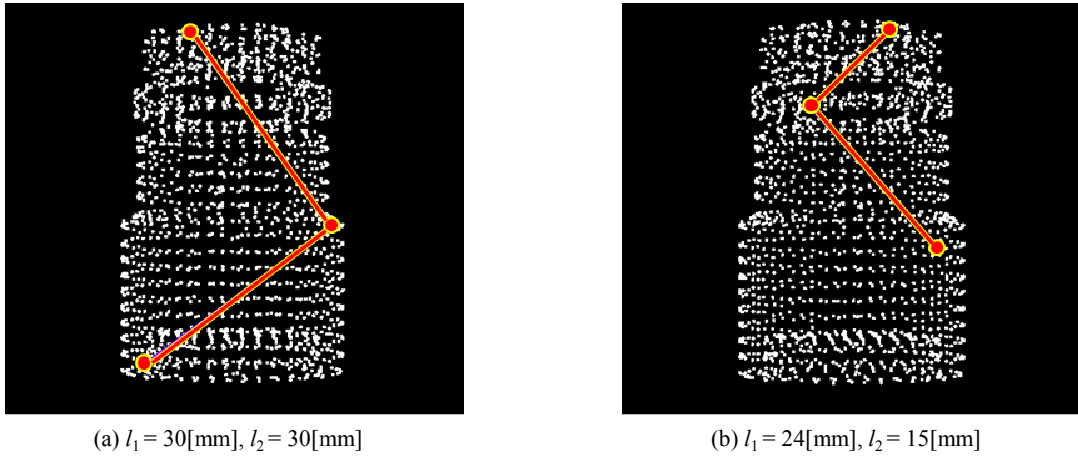 (a) l₁ = 30[mm], l₂ = 30[mm]
(b) l₁ = 24[mm], l₂ = 15[mm]